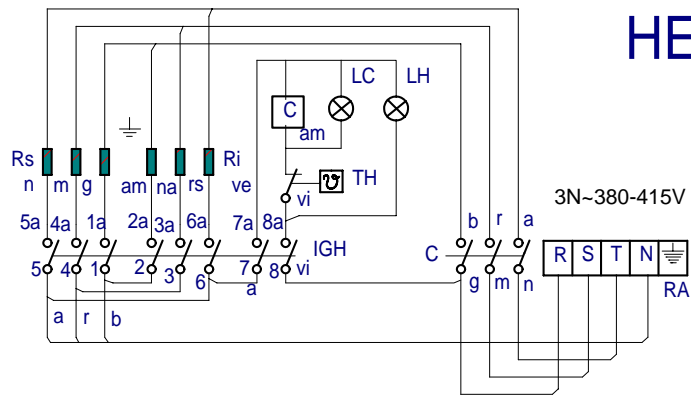 HE
LC LH
C
am
Rs Ri
n m g am na rs ve
TH
vi
3N~380-415V
5a 4a 1a 2a 3a 6a 7a 8a
b r a
IGH
C
5 4 1 2 3 6 7 8 vi
R S T N
a
g m n
RA
a r b